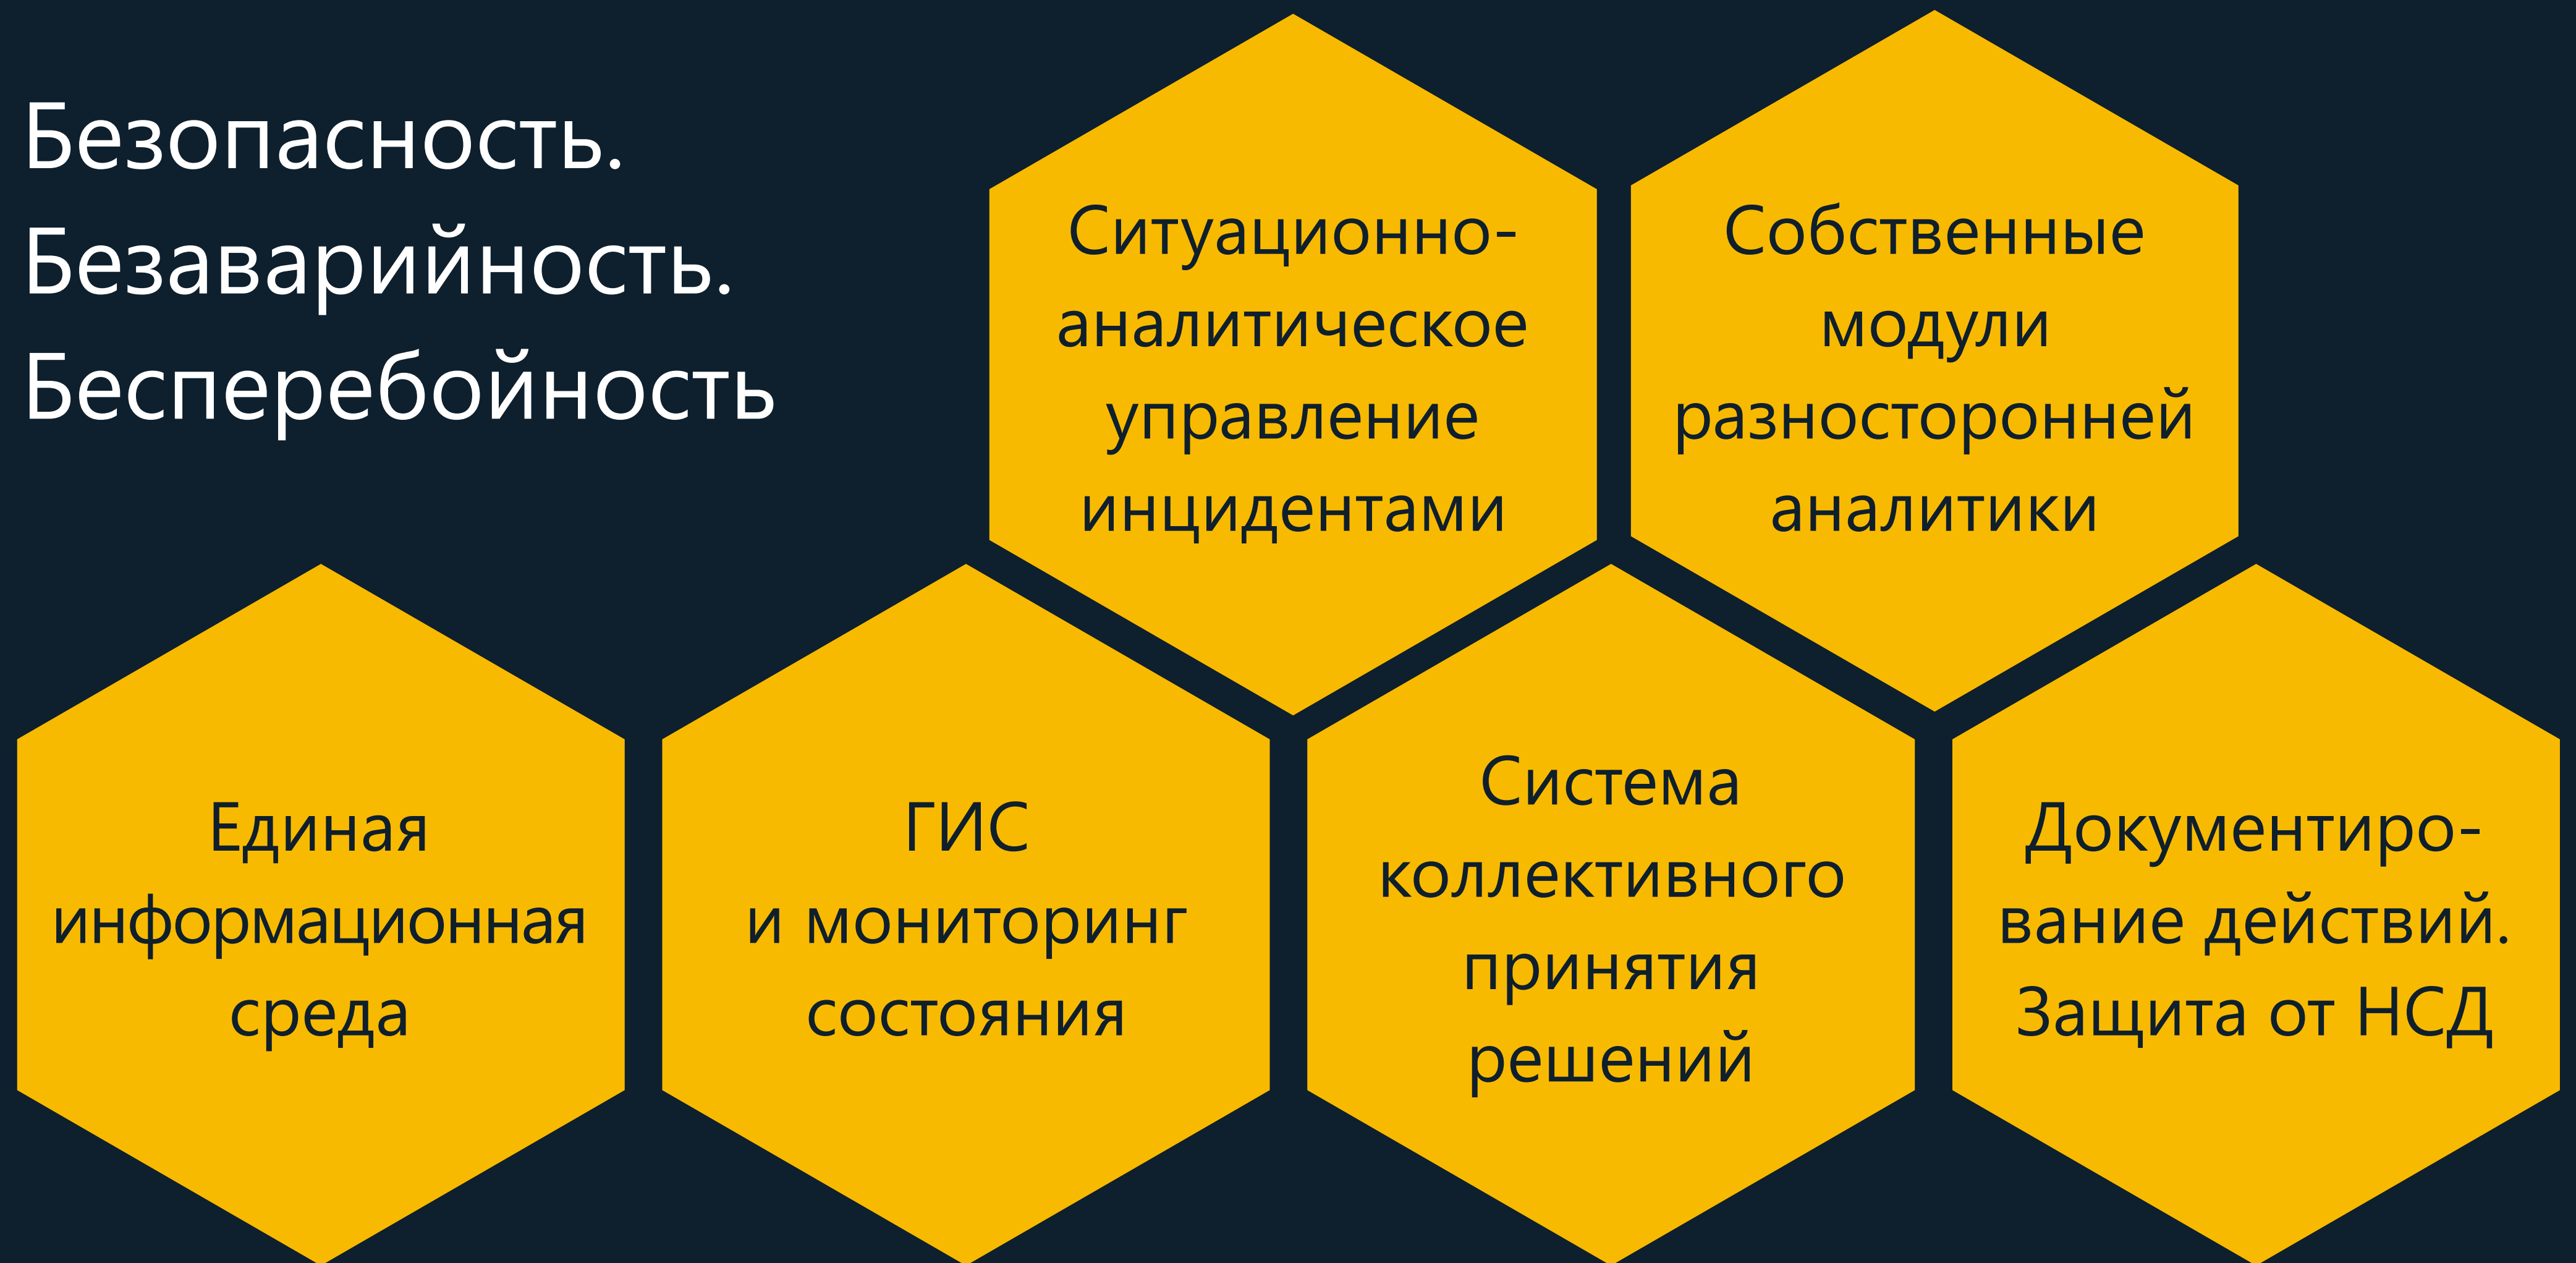 Безопасность.
Безаварийность.
Бесперебойность
Ситуационно-
аналитическое
управление
инцидентами
Собственные
модули
разносторонней
аналитики
Единая
информационная
среда
ГИС
и мониторинг
состояния
Система
коллективного
принятия
решений
Документиро-
вание действий.
Защита от НСД